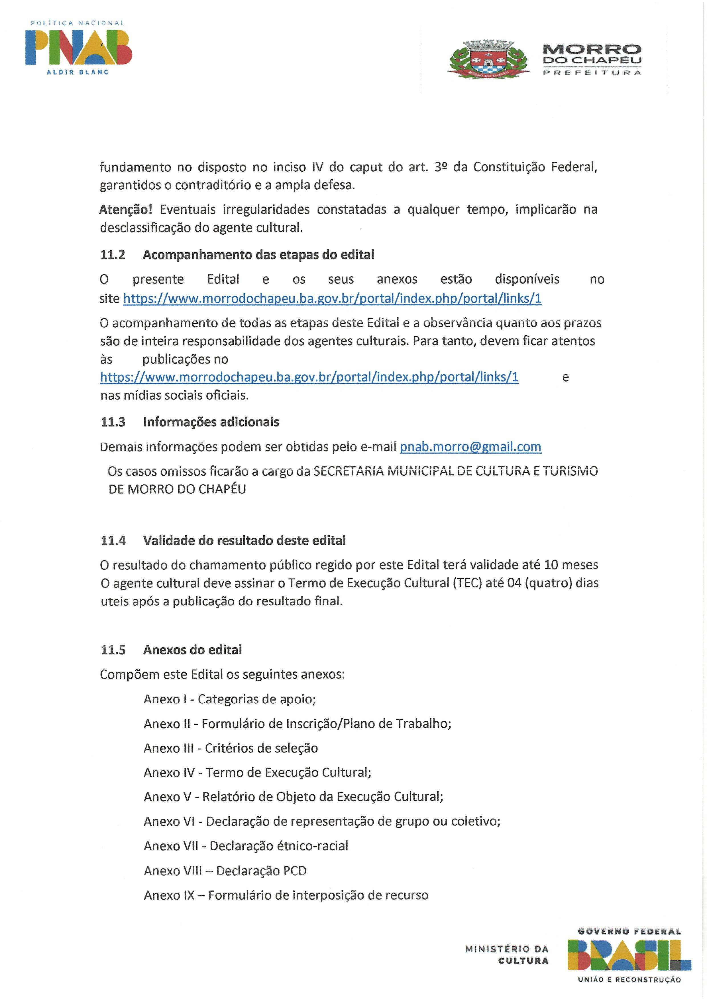 POLÍTICA NACIONAL
PNAB
ALDIR BLANC
MORRO
DO CHAPÉU
PREFEITURA
MORRO DO CHAPÉU
fundamento no disposto no inciso IV do caput do art. 3º da Constituição Federal,
garantidos o contraditório e a ampla defesa.
Atenção! Eventuais irregularidades constatadas a qualquer tempo, implicarão na
desclassificação do agente cultural.
11.2 Acompanhamento das etapas do edital
O presente Edital e os seus anexos estão disponíveis no
site https://www.morrodochapeu.ba.gov.br/portal/index.php/portal/links/1
O acompanhamento de todas as etapas deste Edital e a observância quanto aos prazos
são de inteira responsabilidade dos agentes culturais. Para tanto, devem ficar atentos
às publicações no
https://www.morrodochapeu.ba.gov.br/portal/index.php/portal/links/1 e
nas mídias sociais oficiais.
11.3 Informações adicionais
Demais informações podem ser obtidas pelo e-mail pnab.morro@gmail.com
Os casos omissos ficarão a cargo da SECRETARIA MUNICIPAL DE CULTURA E TURISMO
DE MORRO DO CHAPÉU
11.4 Validade do resultado deste edital
O resultado do chamamento público regido por este Edital terá validade até 10 meses
O agente cultural deve assinar o Termo de Execução Cultural (TEC) até 04 (quatro) dias
uteis após a publicação do resultado final.
11.5 Anexos do edital
Compõem este Edital os seguintes anexos:
Anexo I - Categorias de apoio;
Anexo II - Formulário de Inscrição/Plano de Trabalho;
Anexo III - Critérios de seleção
Anexo IV - Termo de Execução Cultural;
Anexo V - Relatório de Objeto da Execução Cultural;
Anexo VI - Declaração de representação de grupo ou coletivo;
Anexo VII - Declaração étnico-racial
Anexo VIII – Declaração PCD
Anexo IX – Formulário de interposição de recurso
MINISTÉRIO DA
CULTURA
GOVERNO FEDERAL
BRASIL
UNIÃO E RECONSTRUÇÃO